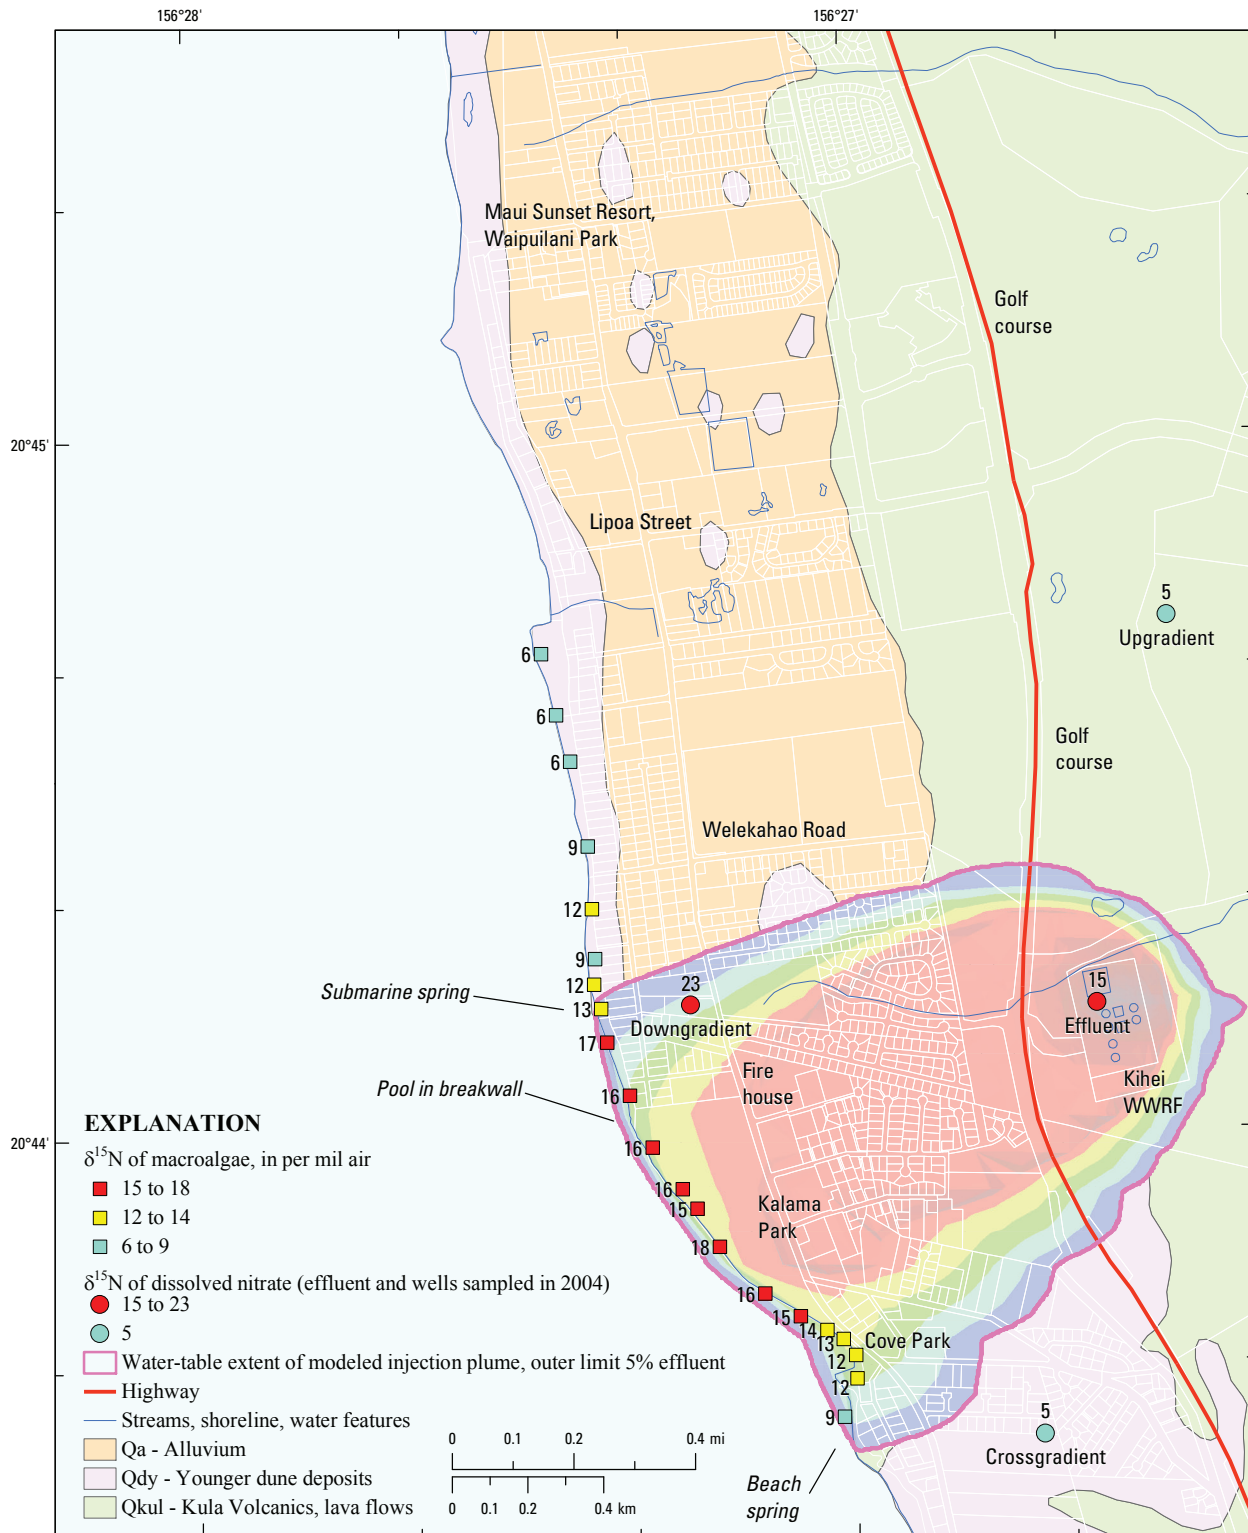 156°28'
156°27'
Maui Sunset Resort,
Waipuilani Park
Golf
course
20°45'
Lipoa Street
5
Upgradient
6
6
Golf
course
6
Welekahao Road
9
12
9
12
Submarine spring
13
23
Downgradient
15
Effluent
17
Fire
house
Kihei
WWRF
Pool in breakwall
16
20°44'
16
16
15
Kalama
Park
18
16
15
14
13
Cove Park
12
12
9
5
Crossgradient
Beach
spring
EXPLANATION
δ15N of macroalgae, in per mil air
15 to 18
12 to 14
6 to 9
δ15N of dissolved nitrate (effluent and wells sampled in 2004)
15 to 23
5
Water-table extent of modeled injection plume, outer limit 5% effluent
Highway
Streams, shoreline, water features
Qa - Alluvium
Qdy - Younger dune deposits
Qkul - Kula Volcanics, lava flows
0 0.1 0.2 0.4 mi
0 0.1 0.2 0.4 km